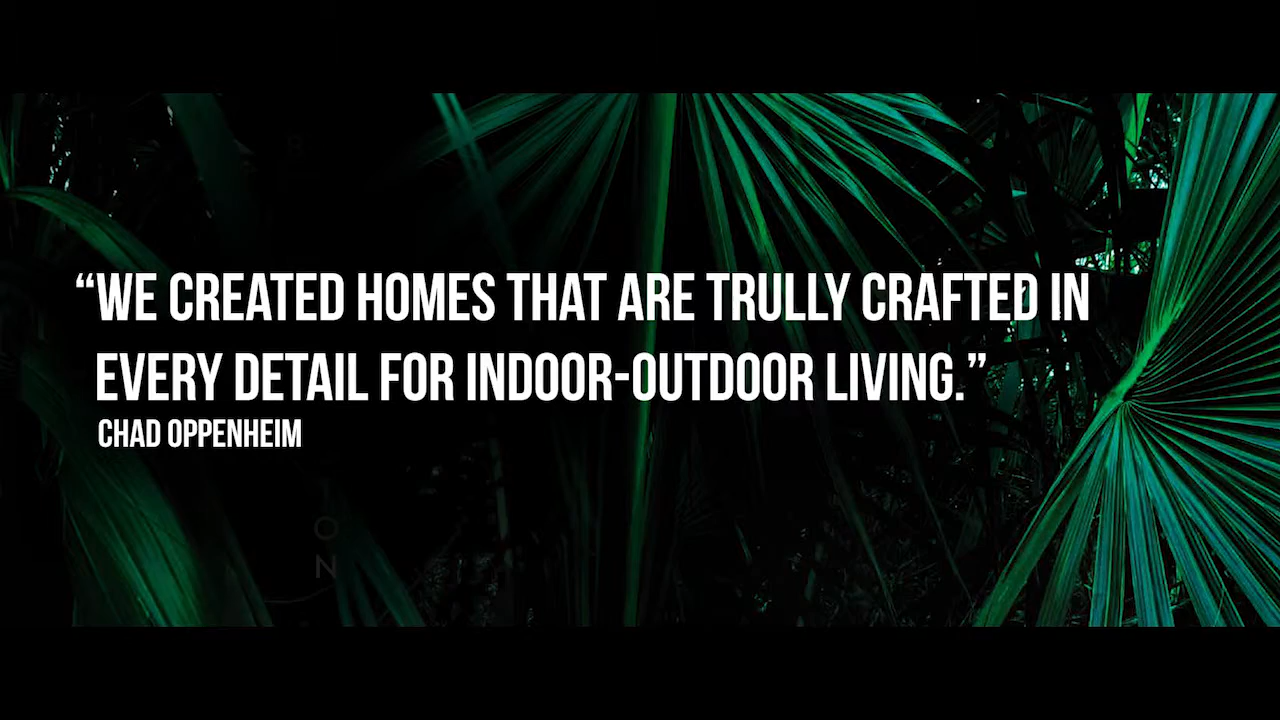 “WE CREATED HOMES THAT ARE TRULLY CRAFTED IN
EVERY DETAIL FOR INDOOR-OUTDOOR LIVING.”
CHAD OPPENHEIM
O
N